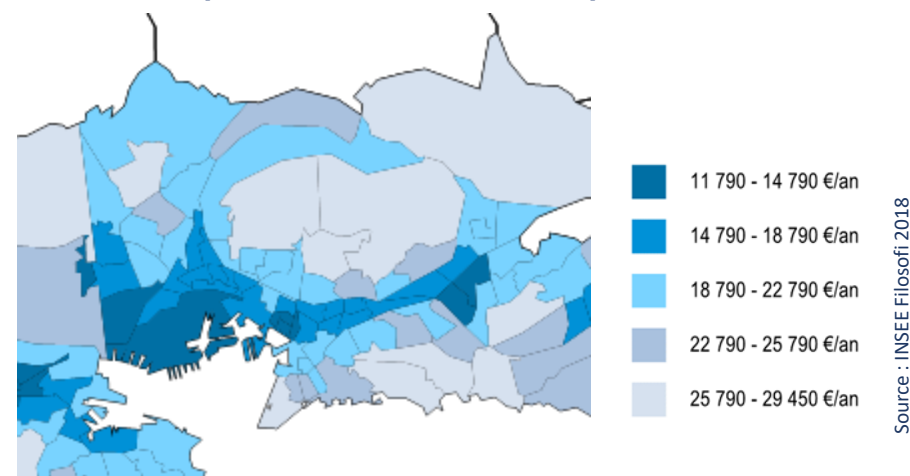 11 790 - 14 790 €/an
14 790 - 18 790 €/an
18 790 - 22 790 €/an
22 790 - 25 790 €/an
25 790 - 29 450 €/an
Source : INSEE Filosofi 2018